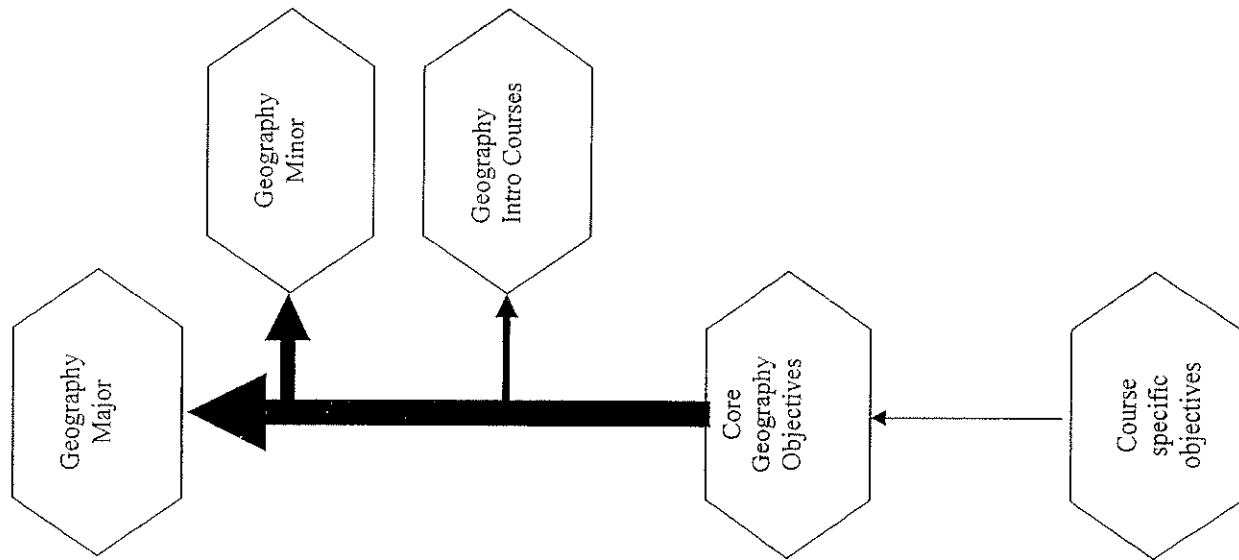 Geography
Major
Geography
Minor
Geography
Intro Courses
Core
Geography
Objectives
Course
specific
objectives